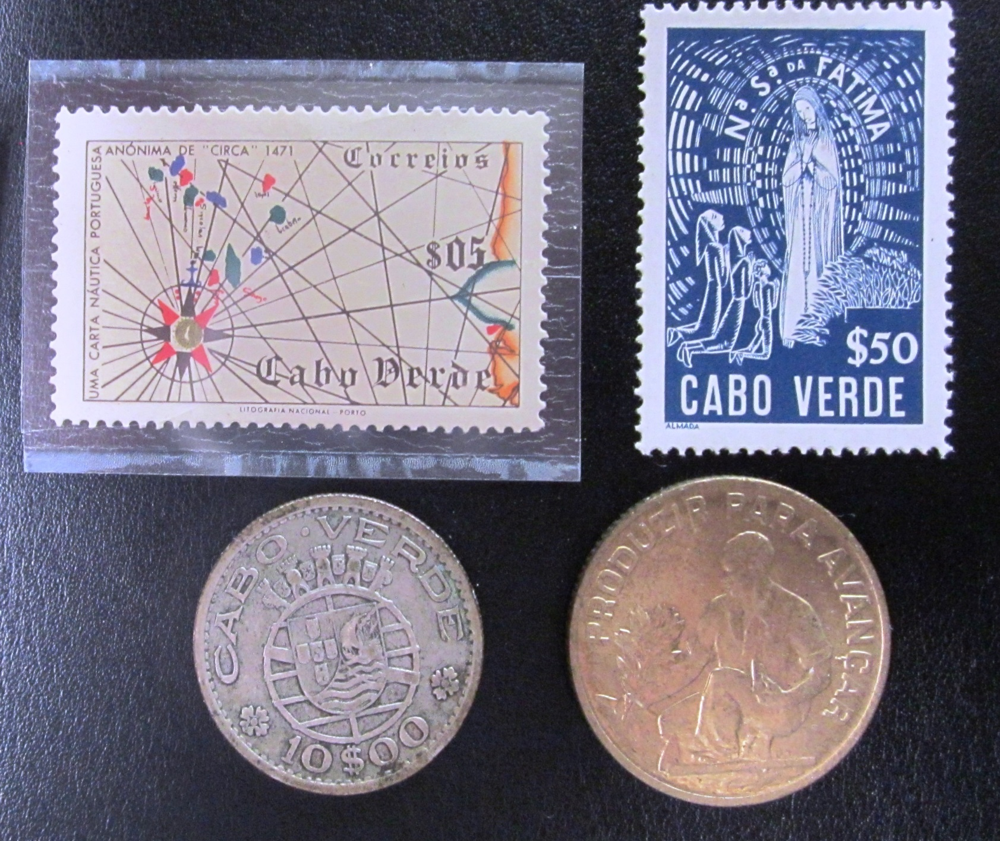 UMA CARTA NÁUTICA PORTUGUESA
ANÓNIMA DE "CIRCA" 1471
Correios
$05
Cabo Verde
LITOGRAFIA NACIONAL - PORTO
Nª. Sª. DA FATIMA
$50
CABO VERDE
ALMADA
CABO · VERDE
10$00
PRODUZIR PARA AVANÇAR